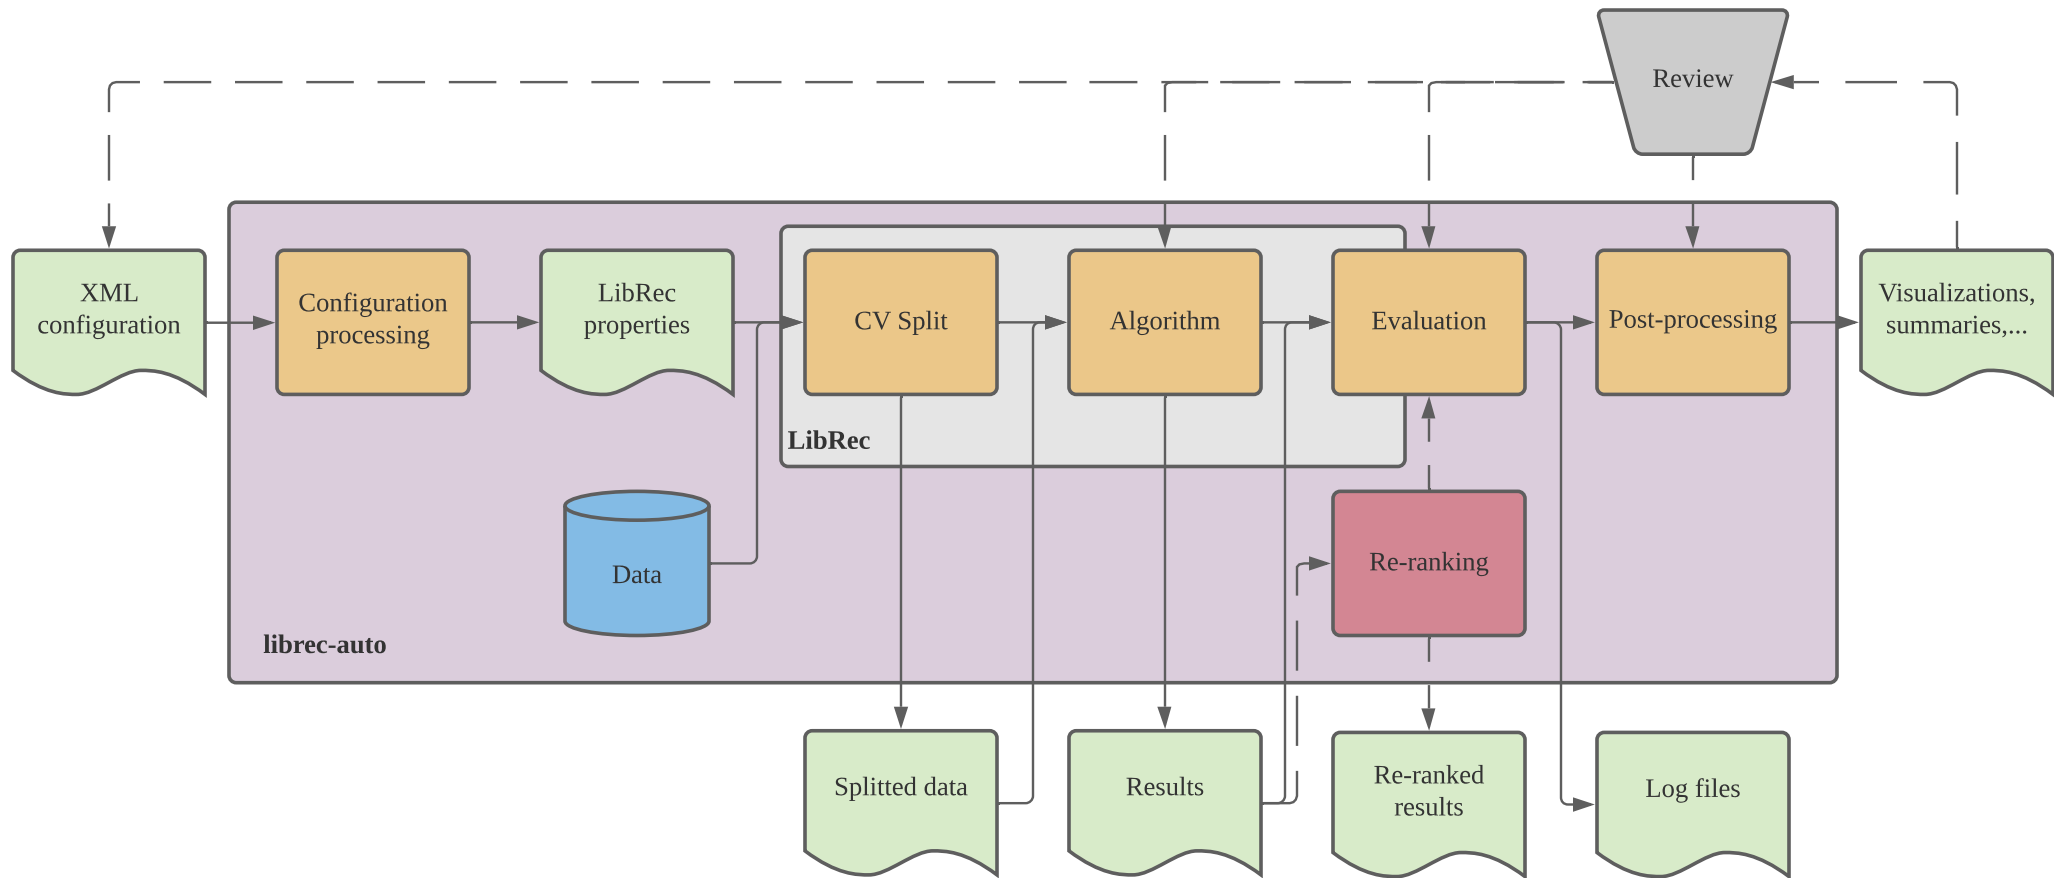 Review
XML
configuration
Configuration
processing
LibRec
properties
CV Split
Algorithm
Evaluation
Post-processing
Visualizations,
summaries,...
LibRec
Data
Re-ranking
librec-auto
Splitted data
Results
Re-ranked
results
Log files